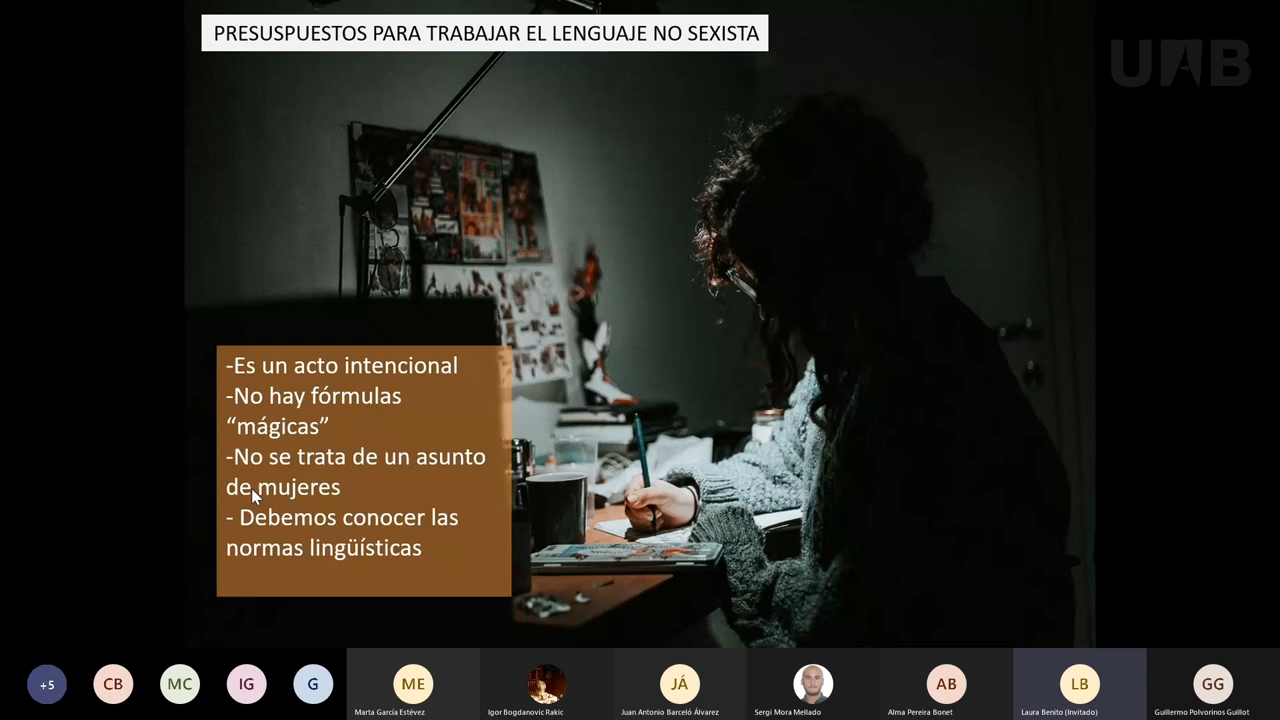 PRESUSPUESTOS PARA TRABAJAR EL LENGUAJE NO SEXISTA
UAB
-Es un acto intencional
-No hay fórmulas
“mágicas”
-No se trata de un asunto
de mujeres
- Debemos conocer las
normas lingüísticas
+5
CB
MC
IG
G
ME
JÁ
AB
LB
GG
Marta García Estévez
Igor Bogdanovic Rakic
Juan Antonio Barceló Álvarez
Sergi Mora Mellado
Alma Pereira Bonet
Laura Benito (Invitado)
Guillermo Polvorinos Guillot